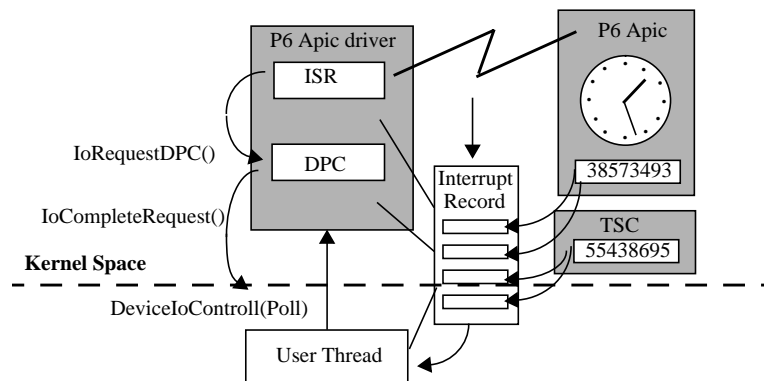 P6 Apic driver
ISR
IoRequestDPC()
DPC
IoCompleteRequest()
Kernel Space
DeviceIoControll(Poll)
User Thread
Interrupt
Record
P6 Apic
38573493
TSC
55438695